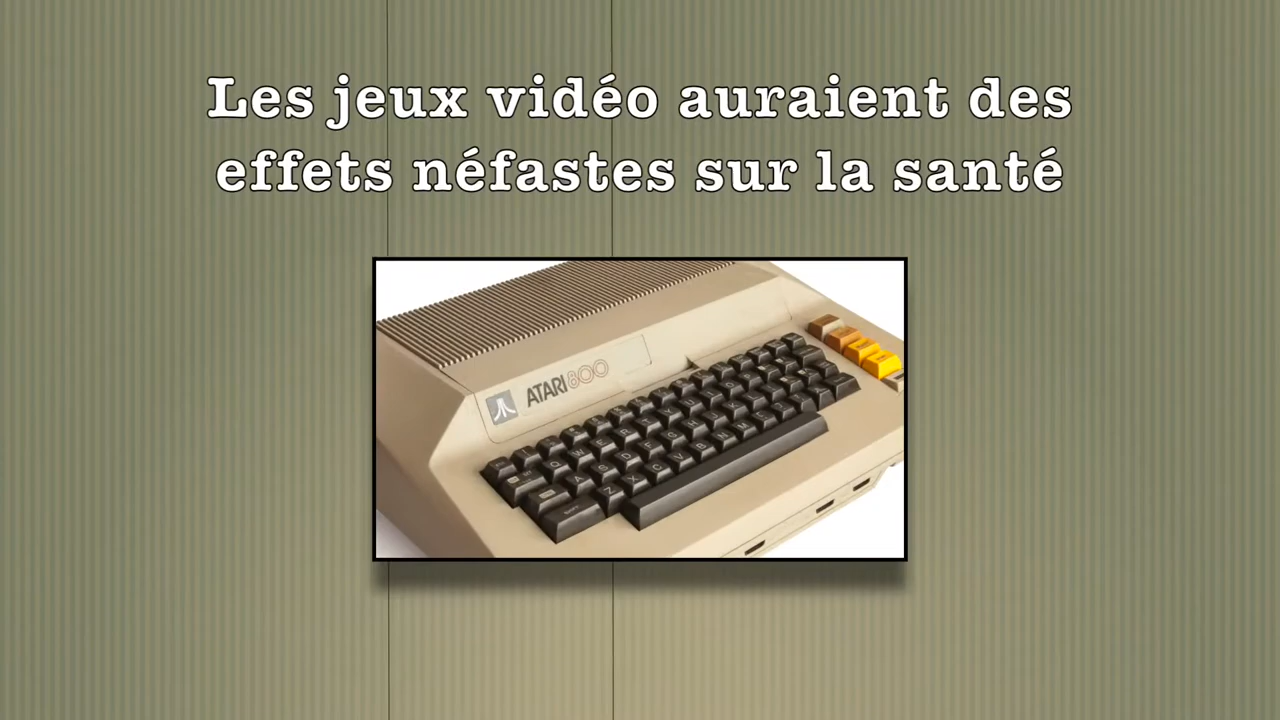 Les jeux vidéo auraient des
effets néfastes sur la santé
ATARI 800